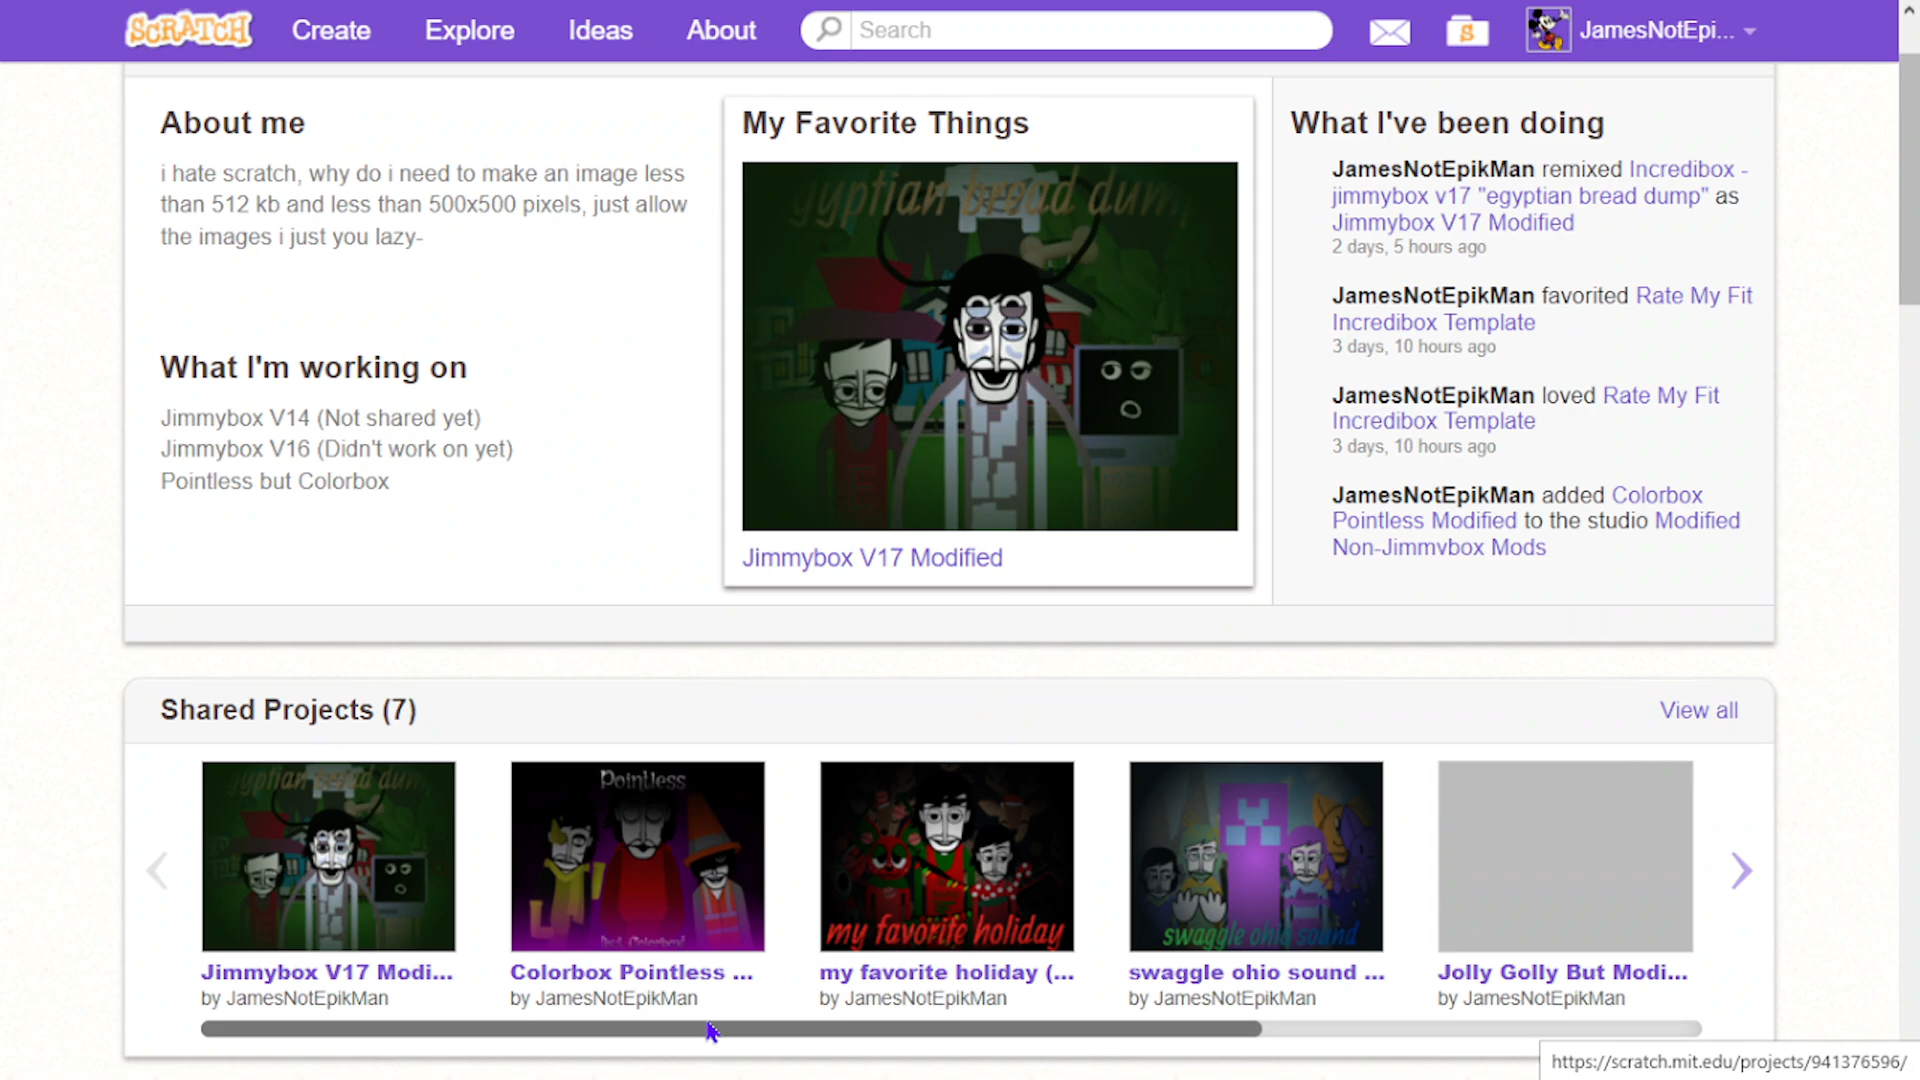 SCRATCH
Create
Explore
Ideas
About
Search
S
JamesNotEpi...
About me
i hate scratch, why do i need to make an image less
than 512 kb and less than 500x500 pixels, just allow
the images i just you lazy-
What I'm working on
Jimmybox V14 (Not shared yet)
Jimmybox V16 (Didn't work on yet)
Pointless but Colorbox
My Favorite Things
gyptian bread dum
Jimmybox V17 Modified
What I've been doing
JamesNotEpikMan remixed Incredibox -
jimmybox v17 "egyptian bread dump" as
Jimmybox V17 Modified
2 days, 5 hours ago
JamesNotEpikMan favorited Rate My Fit
Incredibox Template
3 days, 10 hours ago
JamesNotEpikMan loved Rate My Fit
Incredibox Template
3 days, 10 hours ago
JamesNotEpikMan added Colorbox
Pointless Modified to the studio Modified
Non-Jimmybox Mods
Shared Projects (7)
View all
gyptian bread dum
Jimmybox V17 Modi...
by JamesNotEpikMan
Pointless
Colorbox Pointless ...
by JamesNotEpikMan
my favorite holiday
my favorite holiday (...
by JamesNotEpikMan
swaggle ohio sound
swaggle ohio sound ...
by JamesNotEpikMan
Jolly Golly But Modi...
by JamesNotEpikMan
https://scratch.mit.edu/projects/941376596/